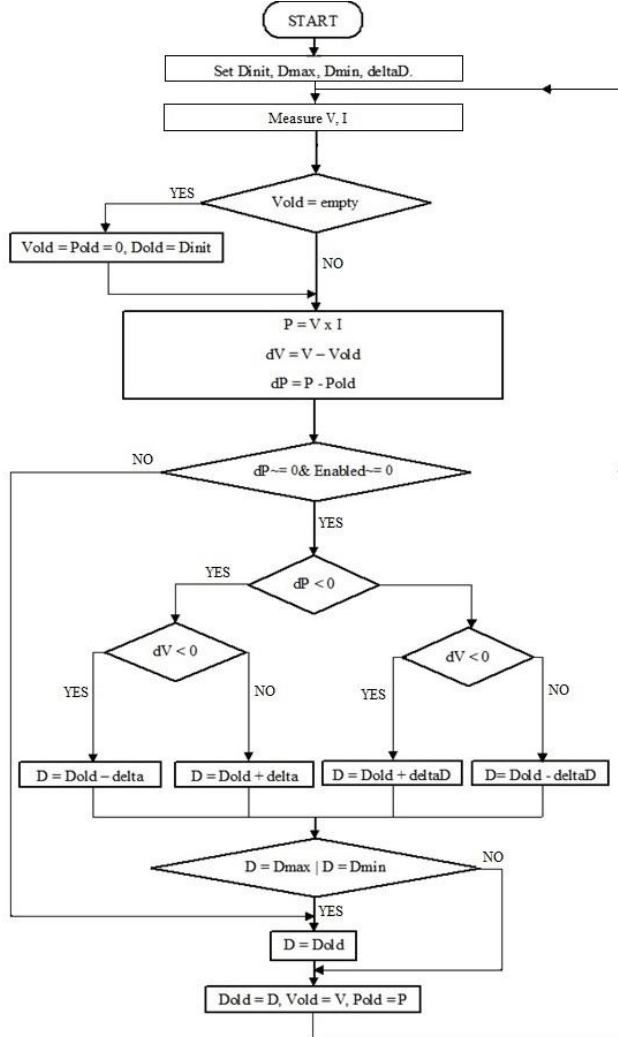 START
Set Dinit, Dmax, Dmin, deltaD.
Measure V, I
YES
Vold = empty
Vold = Pold = 0, Dold = Dinit
NO
P = V x I
dV = V – Vold
dP = P - Pold
NO
dP~= 0& Enabled~= 0
YES
YES
dP < 0
dV < 0
dV < 0
YES
NO
YES
NO
D = Dold – delta
D = Dold + delta
D = Dold + deltaD
D= Dold - deltaD
D = Dmax | D = Dmin
NO
YES
D = Dold
Dold = D, Vold = V, Pold = P